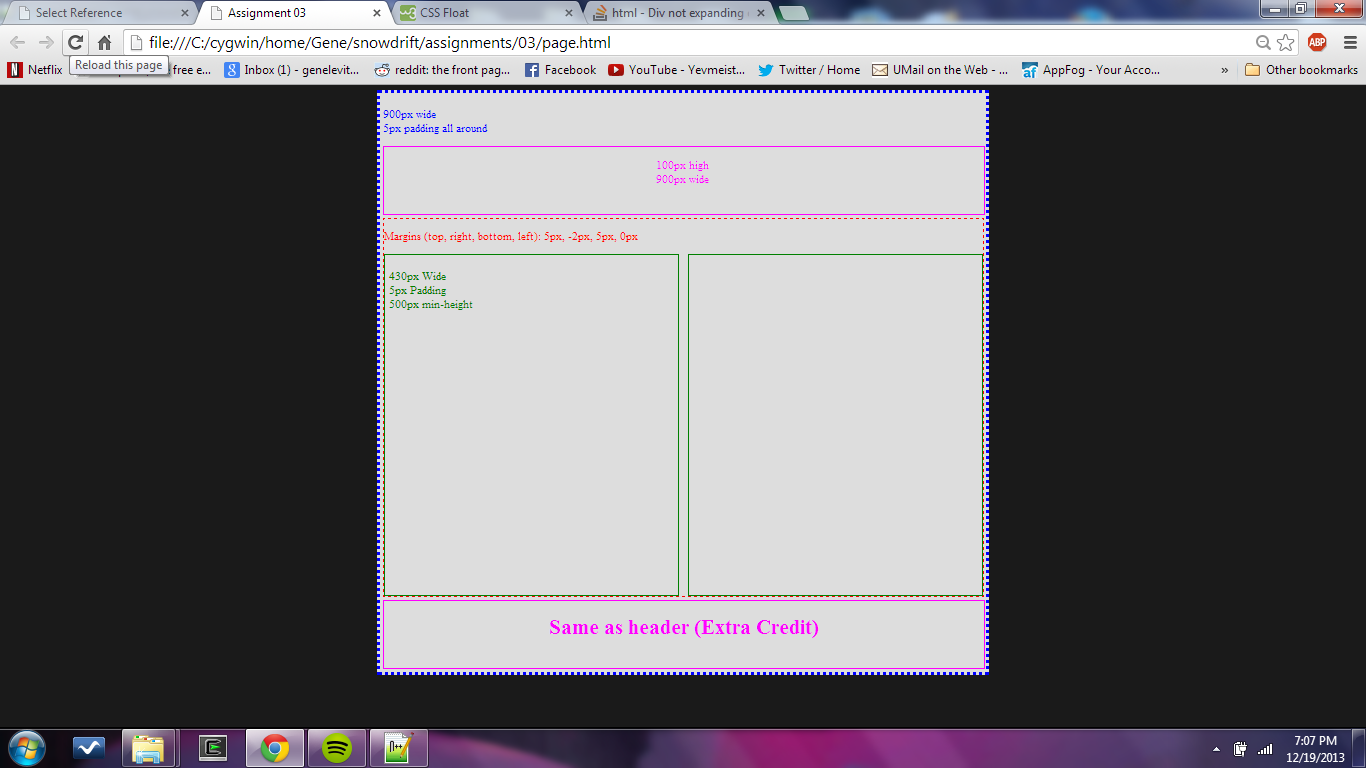 Select Reference
Assignment 03
CSS Float
html - Div not expanding
file:///C:/cygwin/home/Gene/snowdrift/assignments/03/page.html
ABP
Reload this page
Netflix
free e...
Inbox (1) - genelevit...
reddit: the front pag...
Facebook
YouTube - Yevmeist...
Twitter / Home
UMail on the Web - ...
AppFog - Your Acco...
»
Other bookmarks
900px wide
5px padding all around
100px high
900px wide
Margins (top, right, bottom, left): 5px, -2px, 5px, 0px
430px Wide
5px Padding
500px min-height
Same as header (Extra Credit)
7:07 PM
12/19/2013